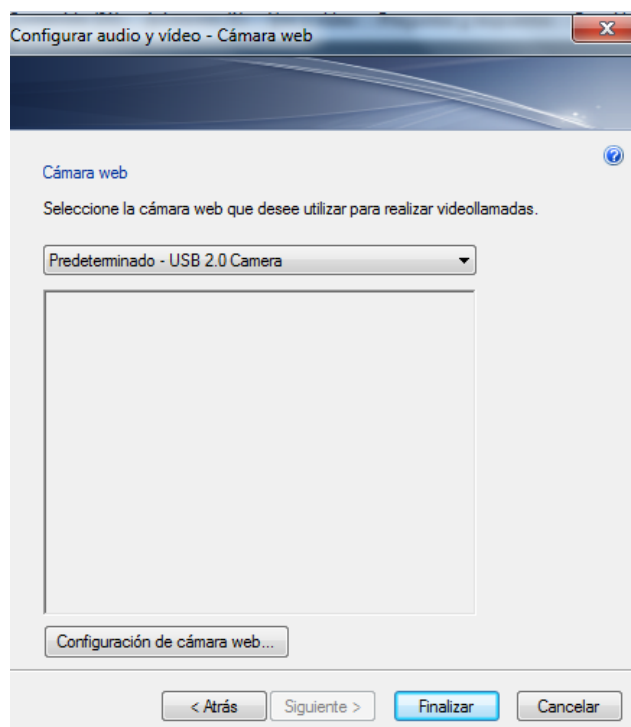 Configurar audio y vídeo - Cámara web
Cámara web
Seleccione la cámara web que desee utilizar para realizar videollamadas.
Predeterminado - USB 2.0 Camera
Configuración de cámara web...
< Atrás Siguiente > Finalizar Cancelar